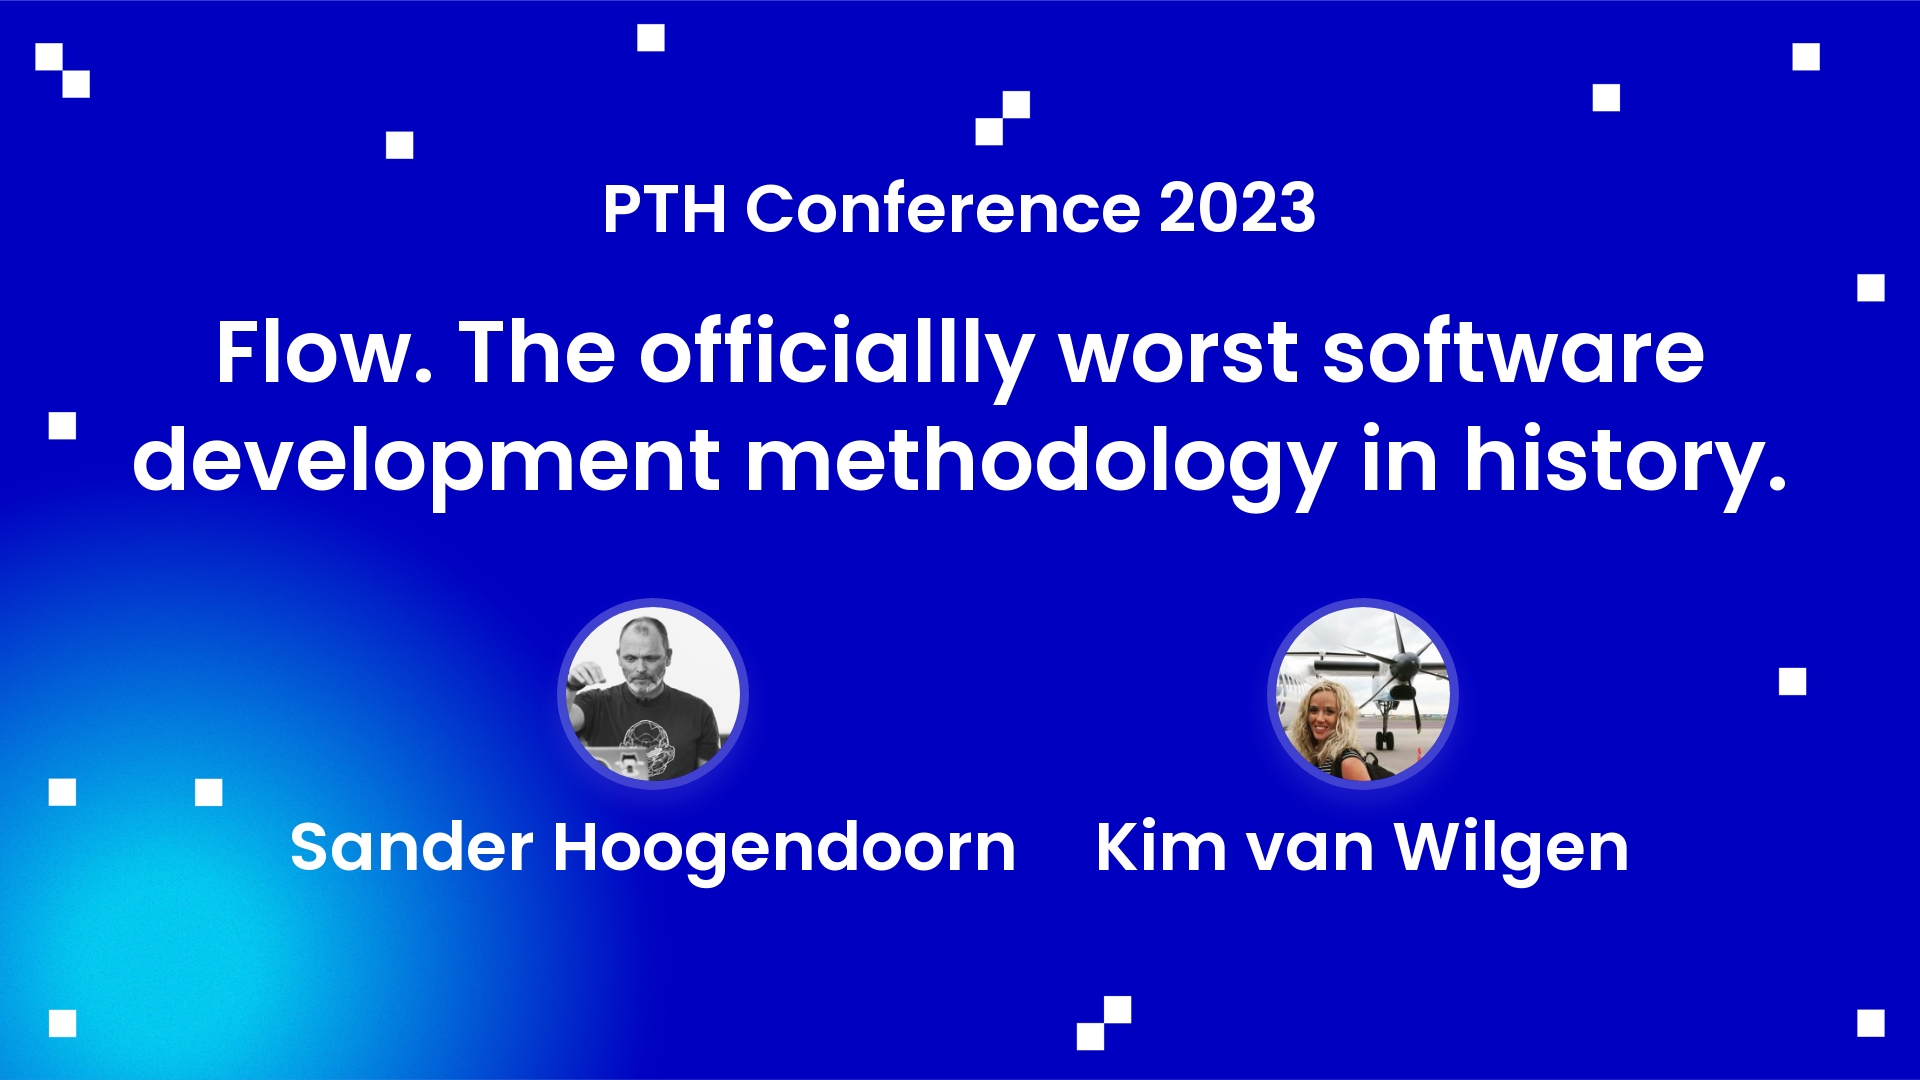 PTH Conference 2023
Flow. The officiallly worst software
development methodology in history.
Sander Hoogendoorn
Kim van Wilgen